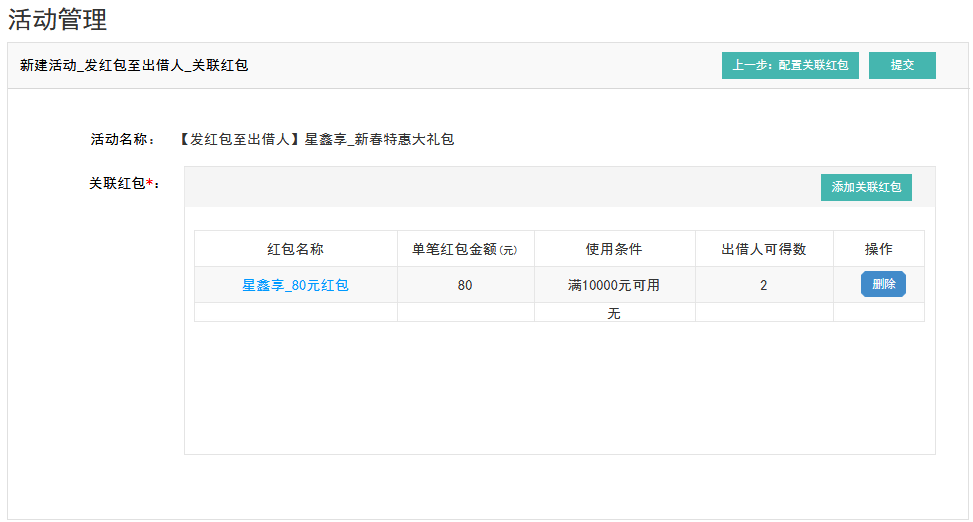 活动管理
新建活动_发红包至出借人_关联红包 上一步：配置关联红包 提交
活动名称： 【发红包至出借人】星鑫享_新春特惠大礼包
关联红包*： 添加关联红包
红包名称 单笔红包金额(元) 使用条件 出借人可得数 操作
星鑫享_80元红包 80 满10000元可用 2 删除
无